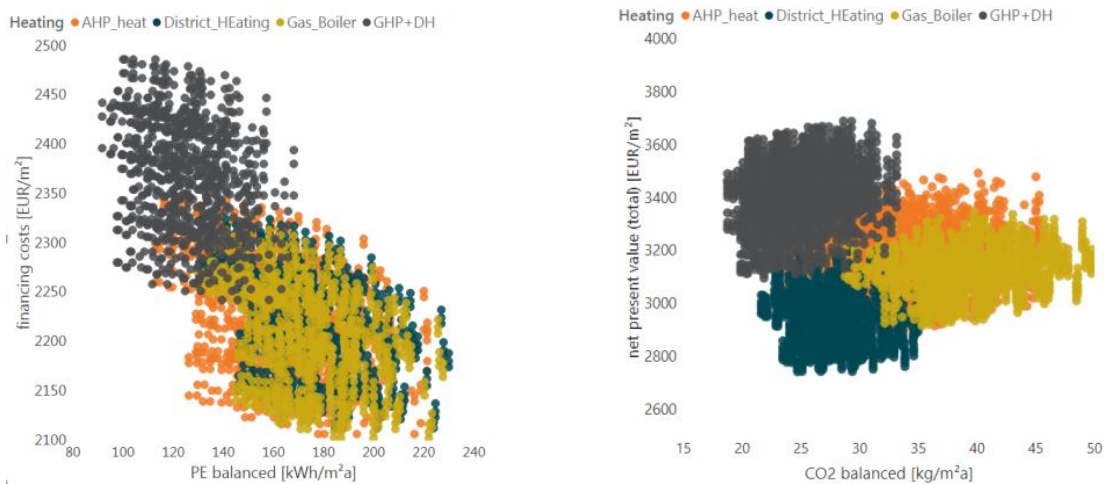 Heating AHP_heat District_HEating Gas_Boiler GHP+DH
2500
2450
2400
2350
2300
2250
2200
2150
2100
financing costs [EUR/m²]
80 100 120 140 160 180 200 220 240
PE balanced [kWh/m²a]
Heating AHP_heat District_HEating Gas_Boiler GHP+DH
4000
3800
3600
3400
3200
3000
2800
2600
net present value (total) [EUR/m²]
15 20 25 30 35 40 45 50
CO2 balanced [kg/m²a]